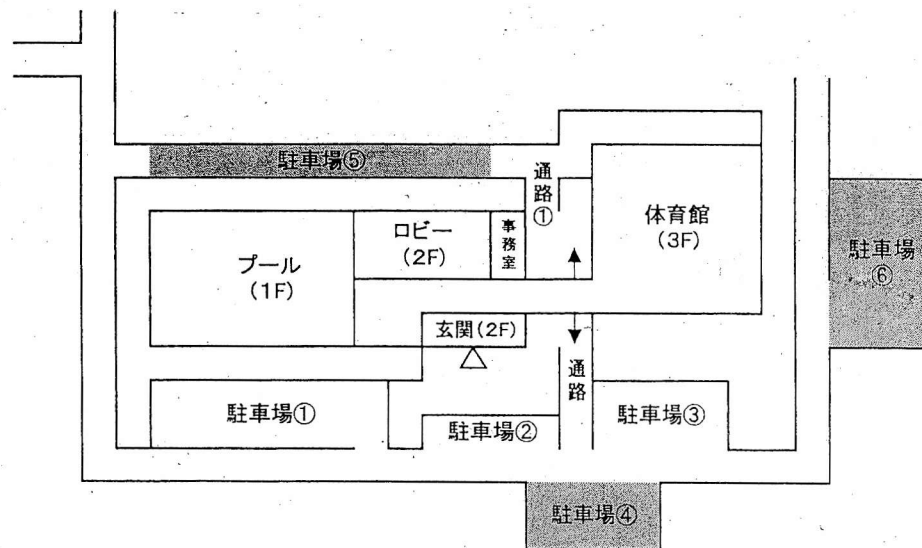 駐車場⑤
通路①
体育館
(3F)
ロビー
(2F)
事務室
プール
(1F)
駐車場
⑥
玄関(2F)
通路
駐車場①
駐車場②
駐車場③
駐車場④